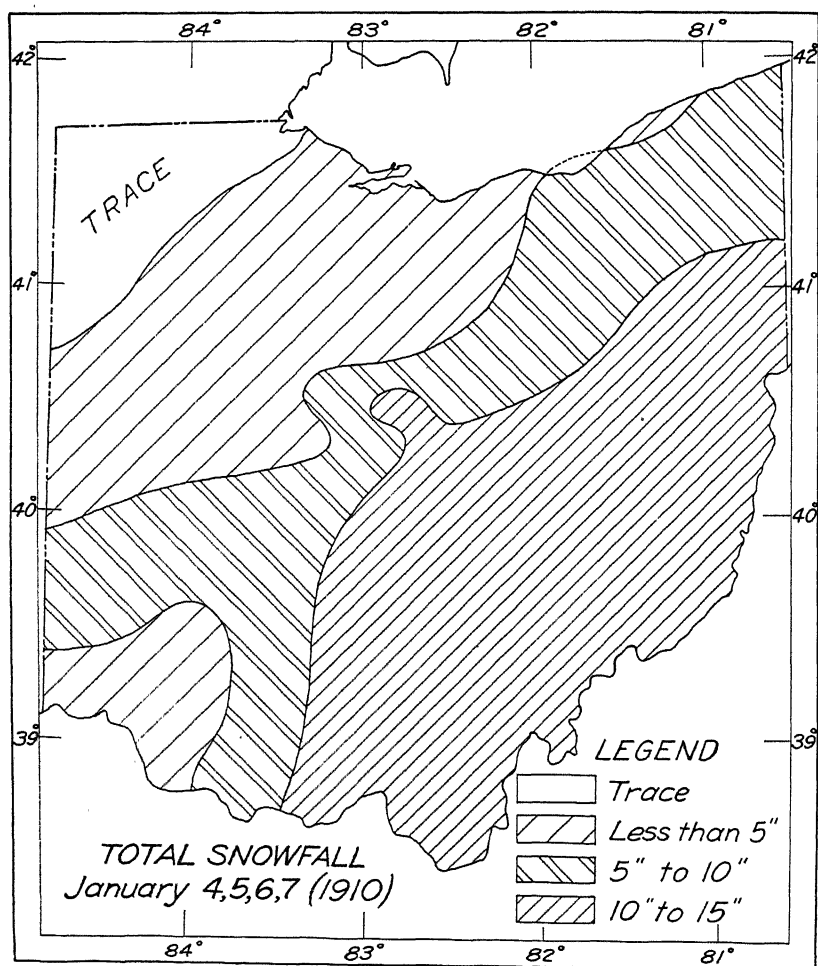 84° 83° 82° 81°
42° 42°
TRACE
41° 41°
40° 40°
39° 39°
LEGEND
Trace
Less than 5"
5" to 10"
10" to 15"
TOTAL SNOWFALL
January 4,5,6,7 (1910)
84° 83° 82° 81°